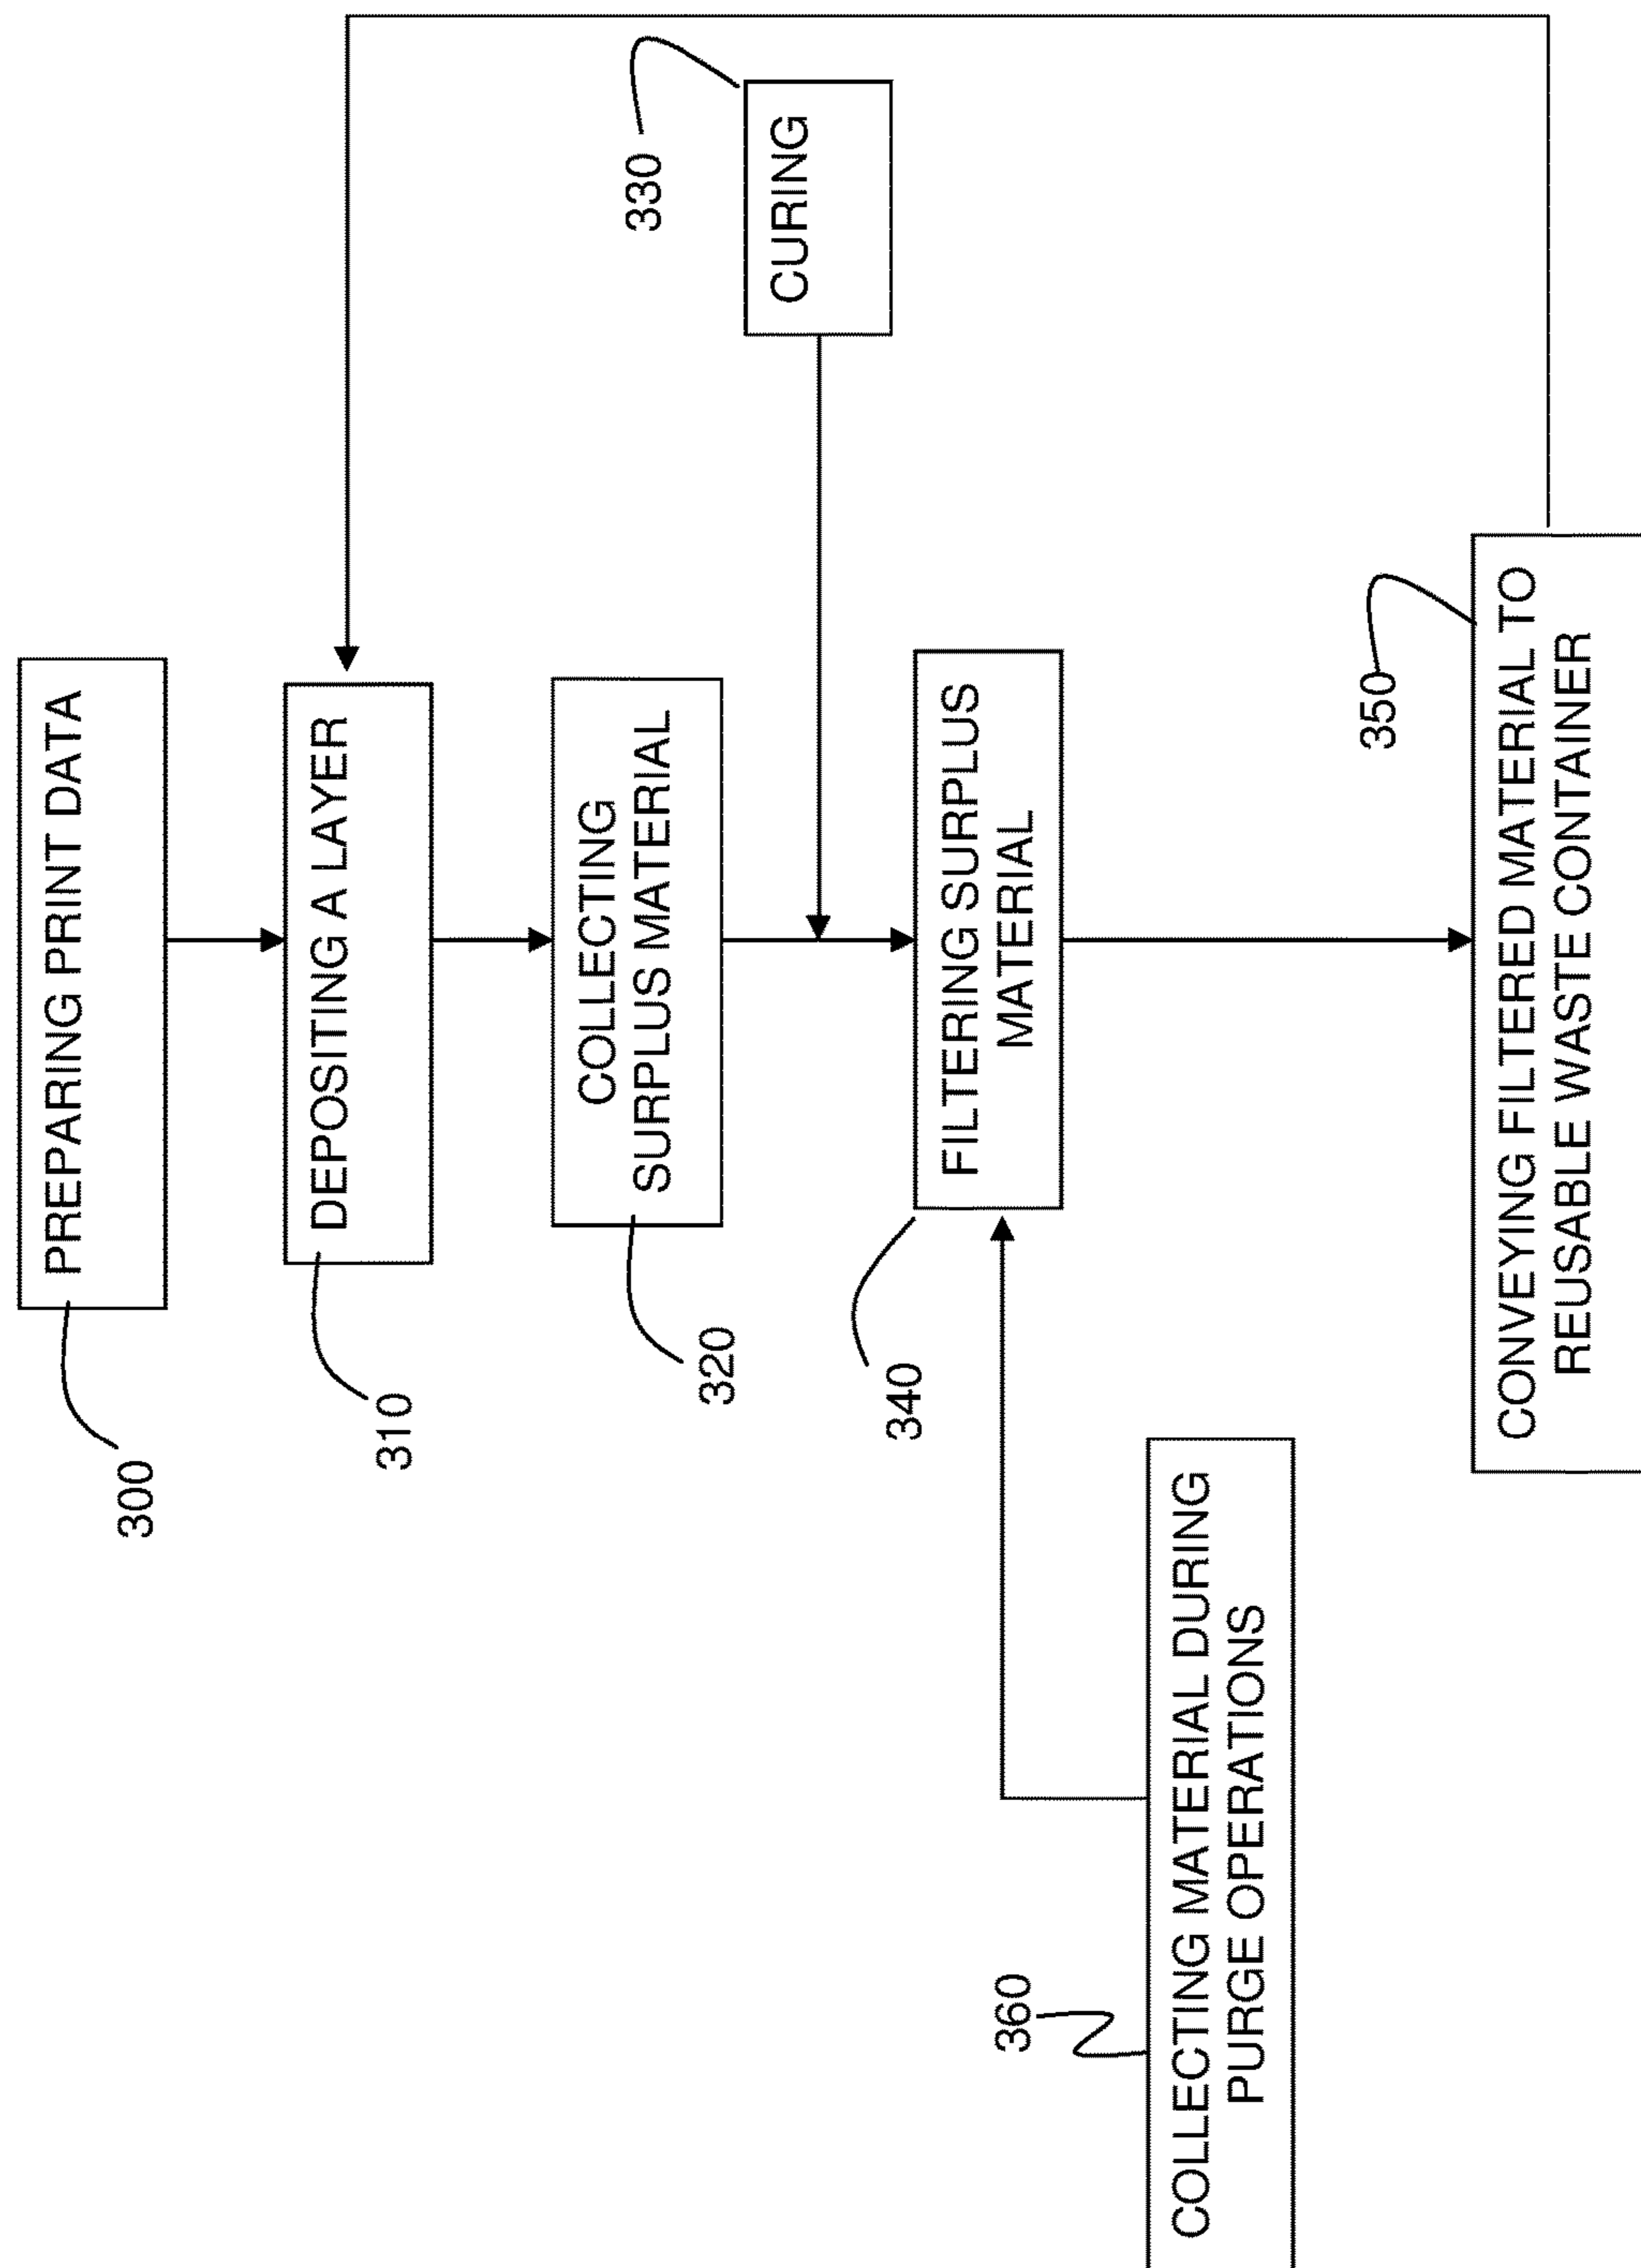 PREPARING PRINT DATA
300
DEPOSITING A LAYER
310
COLLECTING
SURPLUS MATERIAL
320
CURING
330
FILTERING SURPLUS
MATERIAL
340
COLLECTING MATERIAL DURING
PURGE OPERATIONS
360
CONVEYING FILTERED MATERIAL TO
REUSABLE WASTE CONTAINER
350